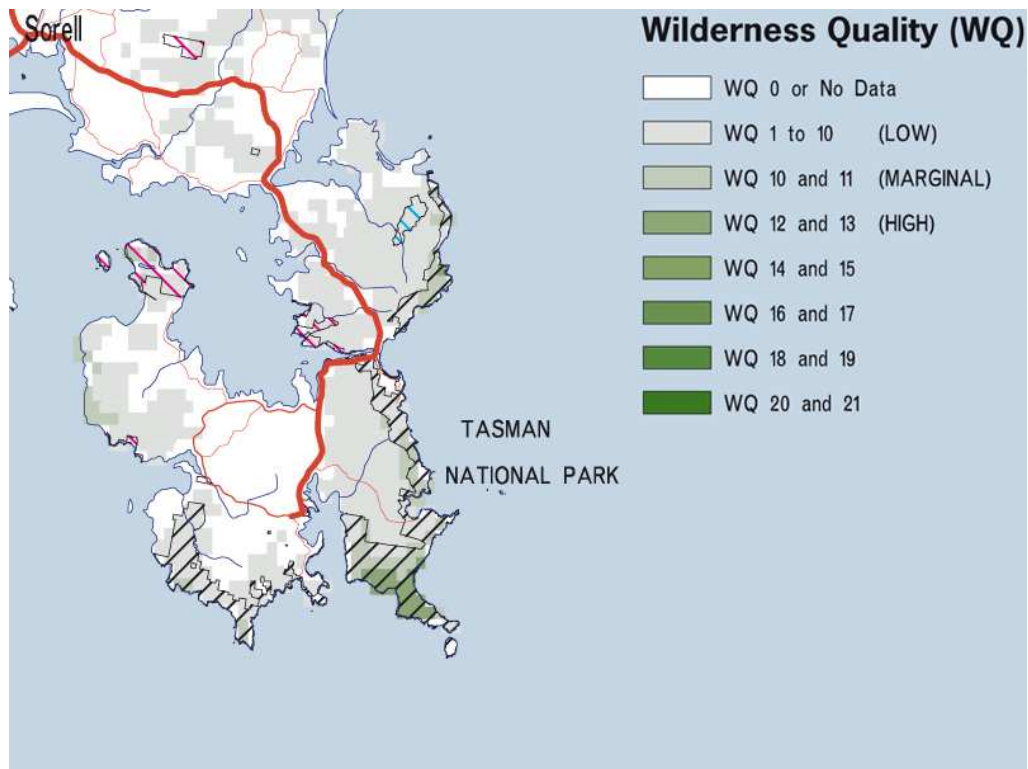 Sorell
Wilderness Quality (WQ)
WQ 0 or No Data
WQ 1 to 10 (LOW)
WQ 10 and 11 (MARGINAL)
WQ 12 and 13 (HIGH)
WQ 14 and 15
WQ 16 and 17
WQ 18 and 19
WQ 20 and 21
TASMAN
NATIONAL PARK